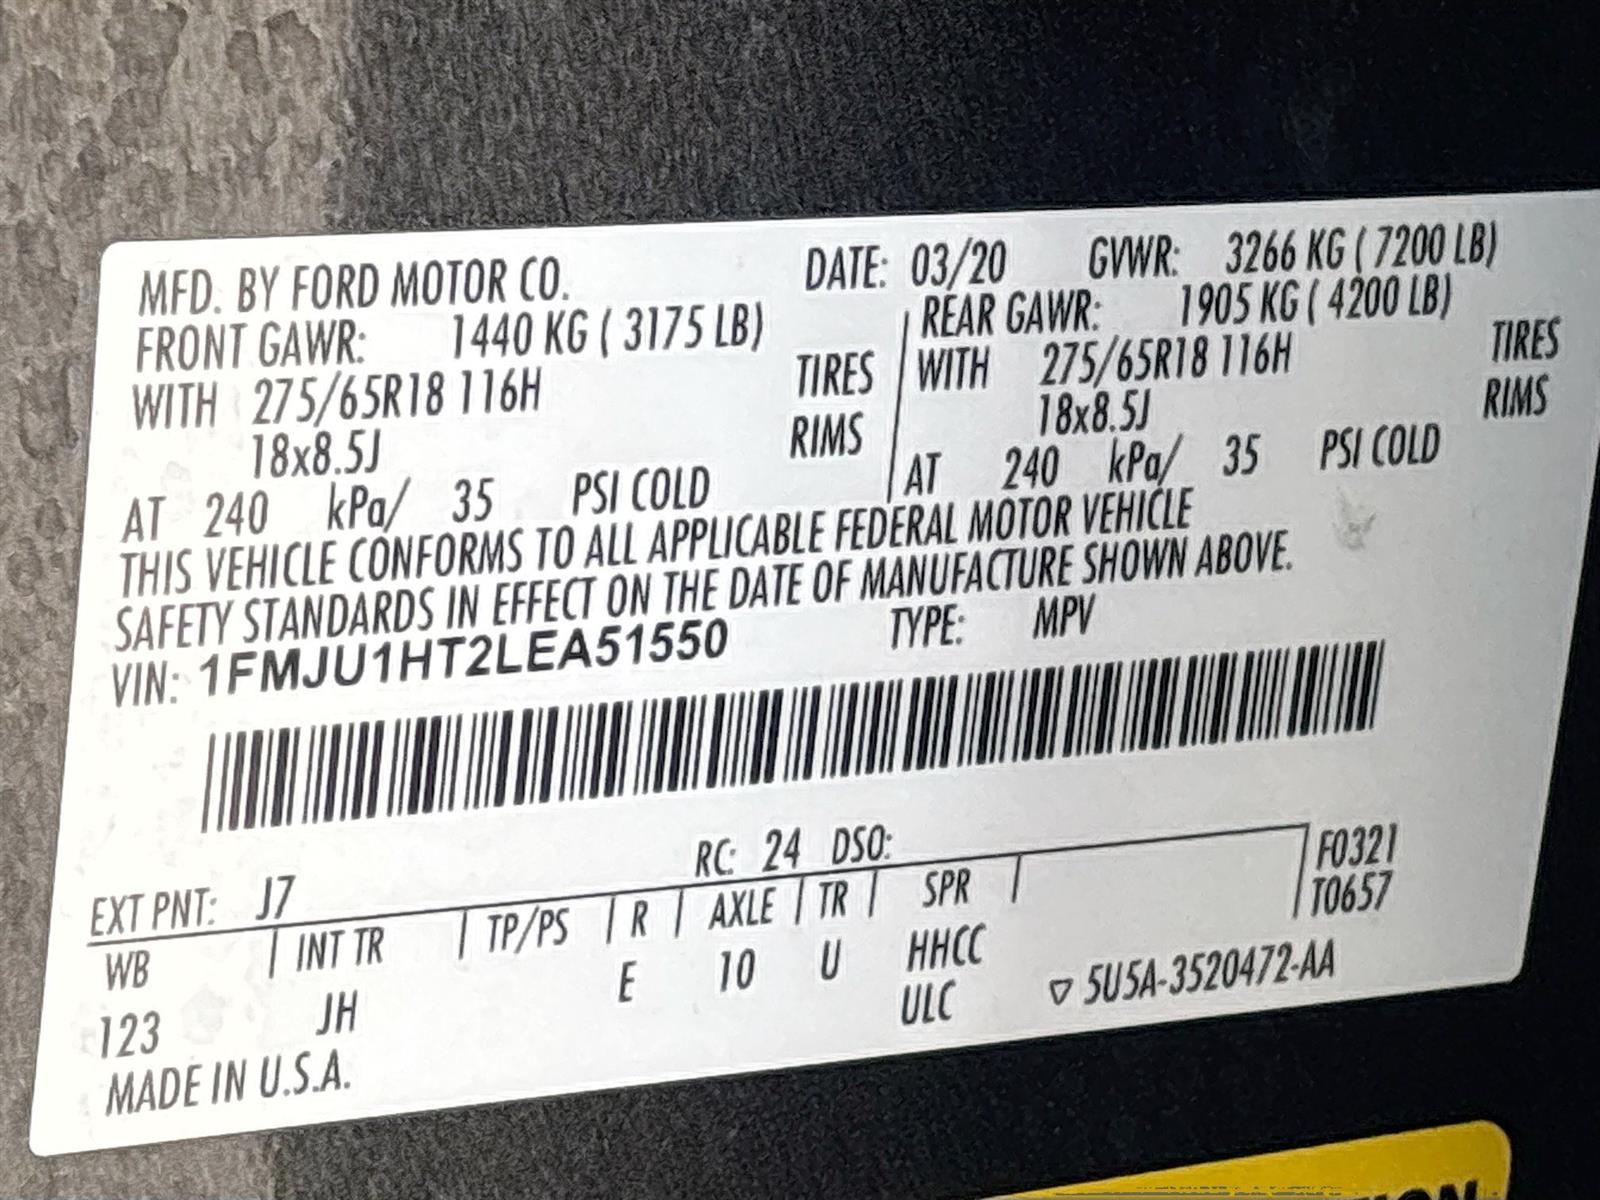 MFD. BY FORD MOTOR CO. DATE: 03/20 GVWR: 3266 KG ( 7200 LB)
FRONT GAWR: 1440 KG ( 3175 LB) REAR GAWR: 1905 KG ( 4200 LB)
WITH 275/65R18 116H TIRES WITH 275/65R18 116H TIRES
18x8.5J RIMS 18x8.5J RIMS
AT 240 kPa/ 35 PSI COLD AT 240 kPa/ 35 PSI COLD
THIS VEHICLE CONFORMS TO ALL APPLICABLE FEDERAL MOTOR VEHICLE
SAFETY STANDARDS IN EFFECT ON THE DATE OF MANUFACTURE SHOWN ABOVE.
VIN: 1FMJU1HT2LEA51550 TYPE: MPV
EXT PNT: J7 RC: 24 DSO: F0321
WB INT TR TP/PS R AXLE TR SPR T0657
123 JH E 10 U HHCC
ULC 5U5A-3520472-AA
MADE IN U.S.A.